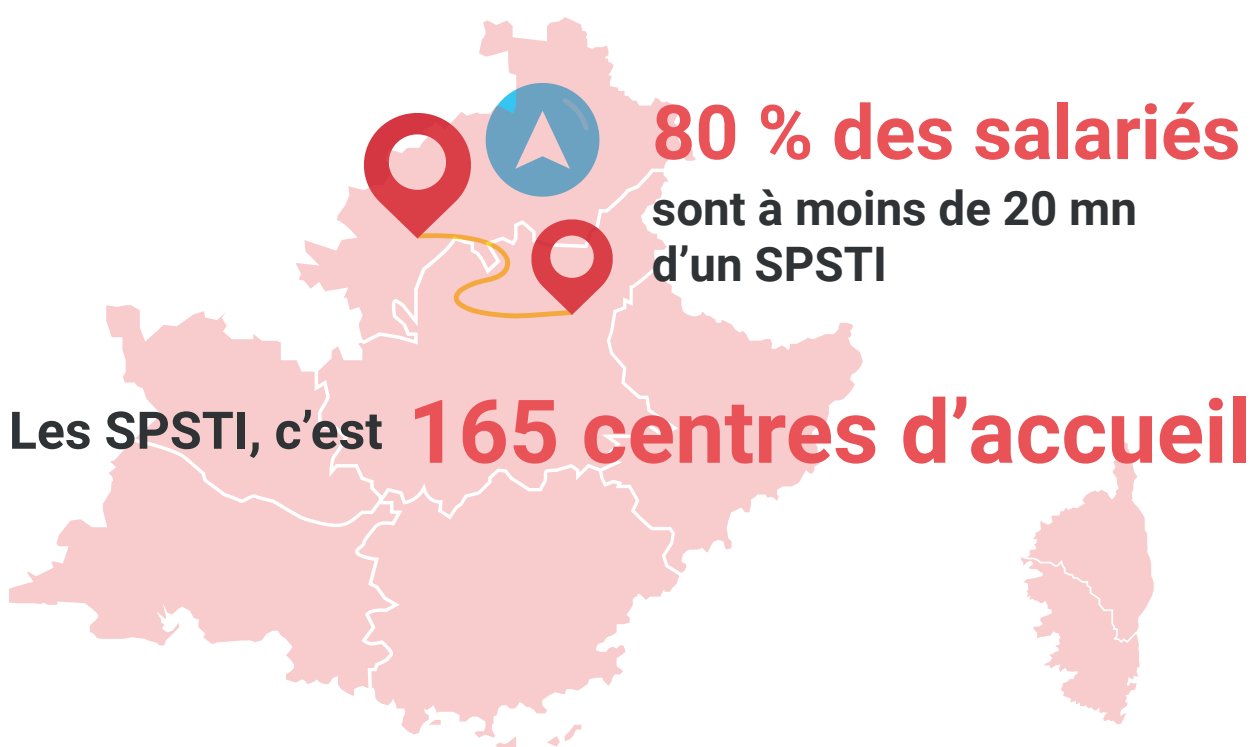 80 % des salariés
sont à moins de 20 mn
d’un SPSTI
Les SPSTI, c’est 165 centres d’accueil